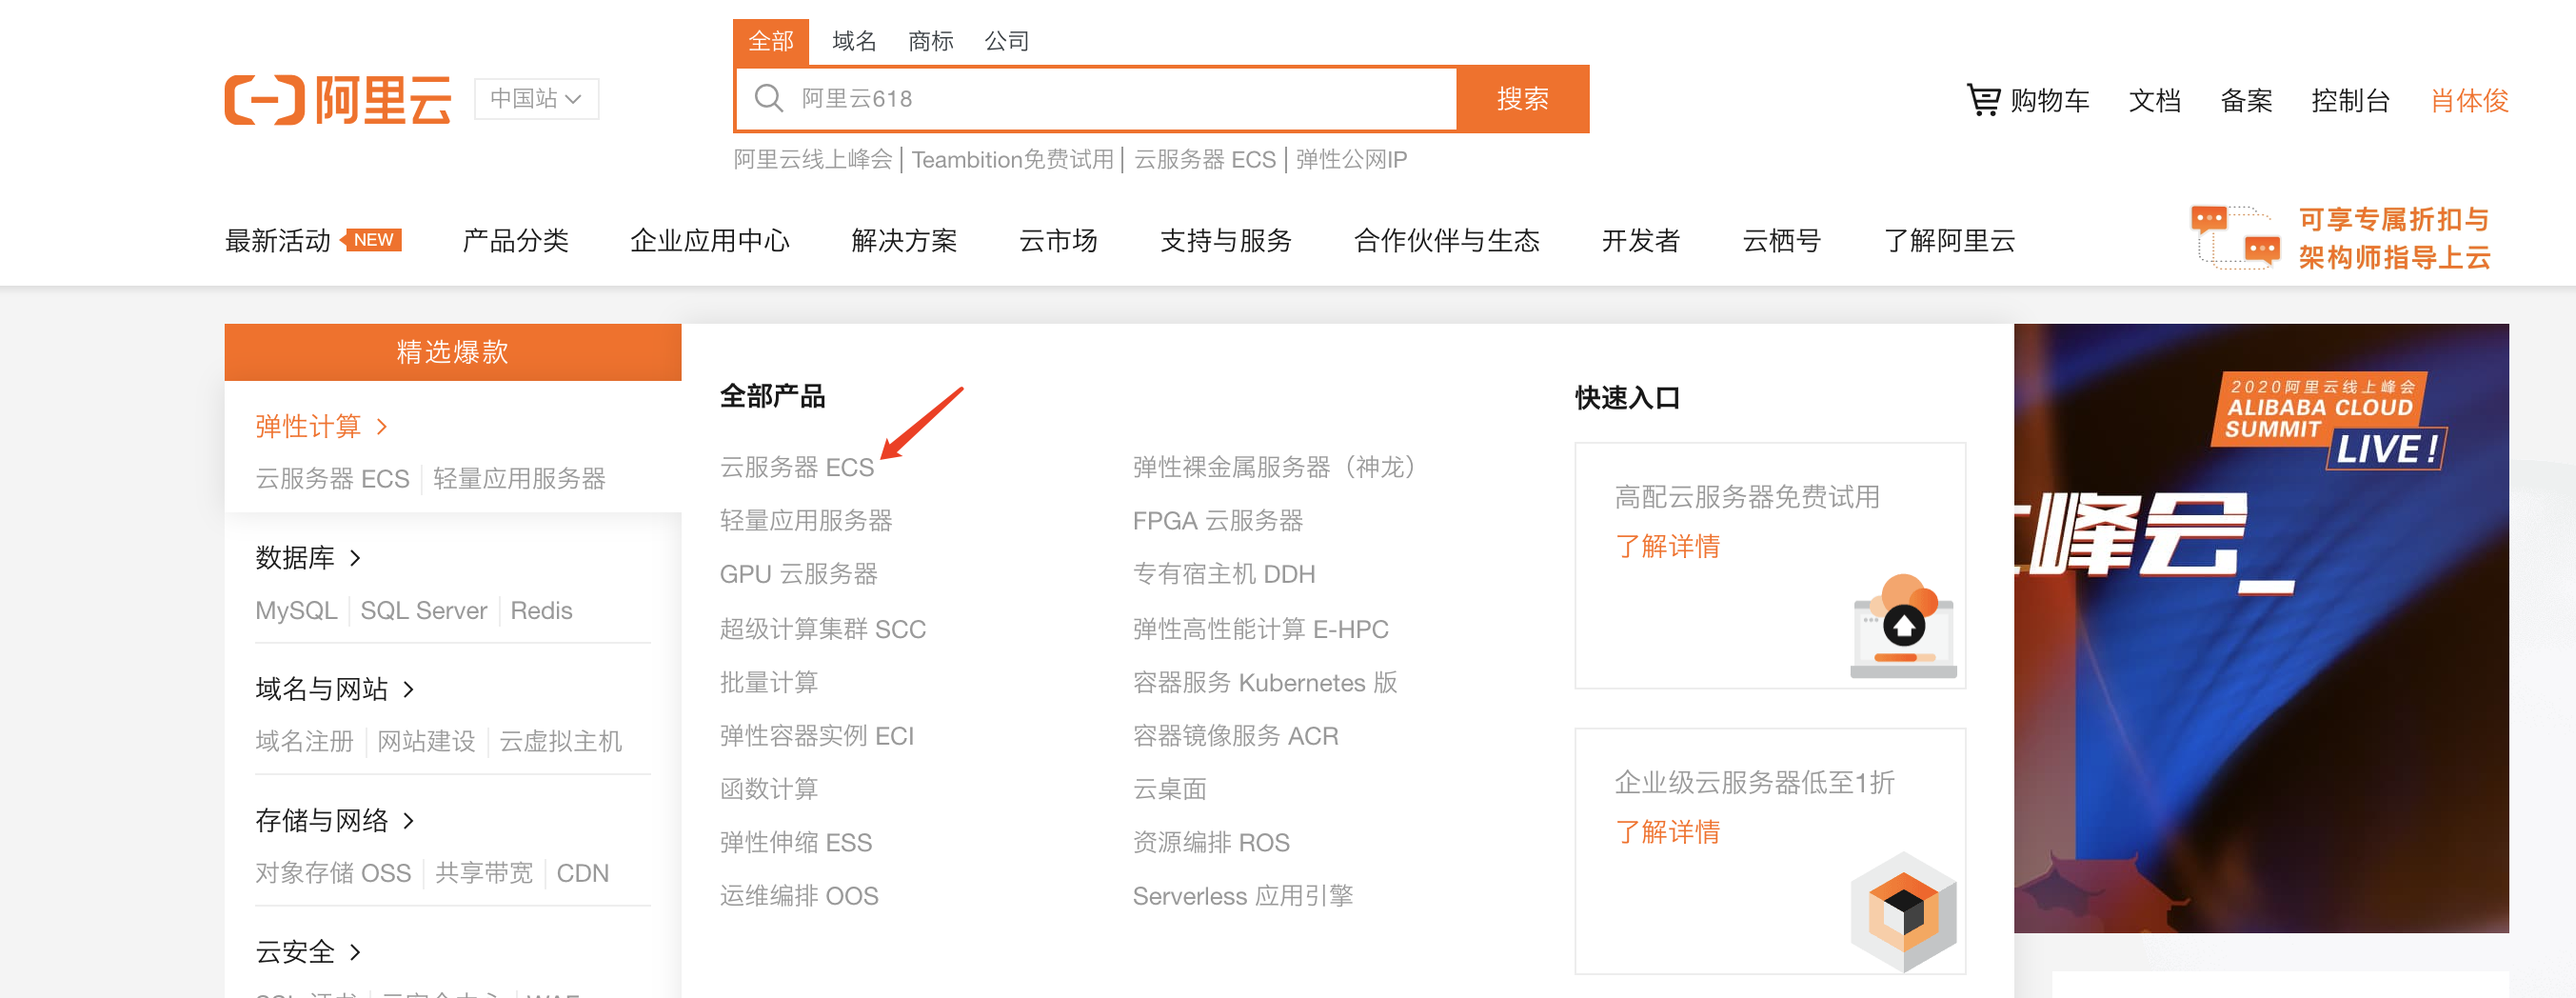 全部 域名 商标 公司
阿里云 中国站
阿里云618 搜索
购物车 文档 备案 控制台 肖体俊
阿里云线上峰会 | Teambition免费试用 | 云服务器 ECS | 弹性公网IP
最新活动 NEW 产品分类 企业应用中心 解决方案 云市场 支持与服务 合作伙伴与生态 开发者 云栖号 了解阿里云
可享专属折扣与
架构师指导上云
精选爆款
弹性计算 >
云服务器 ECS | 轻量应用服务器
数据库 >
MySQL | SQL Server | Redis
域名与网站 >
域名注册 | 网站建设 | 云虚拟主机
存储与网络 >
对象存储 OSS | 共享带宽 | CDN
云安全 >
全部产品
云服务器 ECS 弹性裸金属服务器（神龙）
轻量应用服务器 FPGA 云服务器
GPU 云服务器 专有宿主机 DDH
超级计算集群 SCC 弹性高性能计算 E-HPC
批量计算 容器服务 Kubernetes 版
弹性容器实例 ECI 容器镜像服务 ACR
函数计算 云桌面
弹性伸缩 ESS 资源编排 ROS
运维编排 OOS Serverless 应用引擎
快速入口
高配云服务器免费试用
了解详情
企业级云服务器低至1折
了解详情
2020阿里云线上峰会
ALIBABA CLOUD
SUMMIT
LIVE!
峰会_